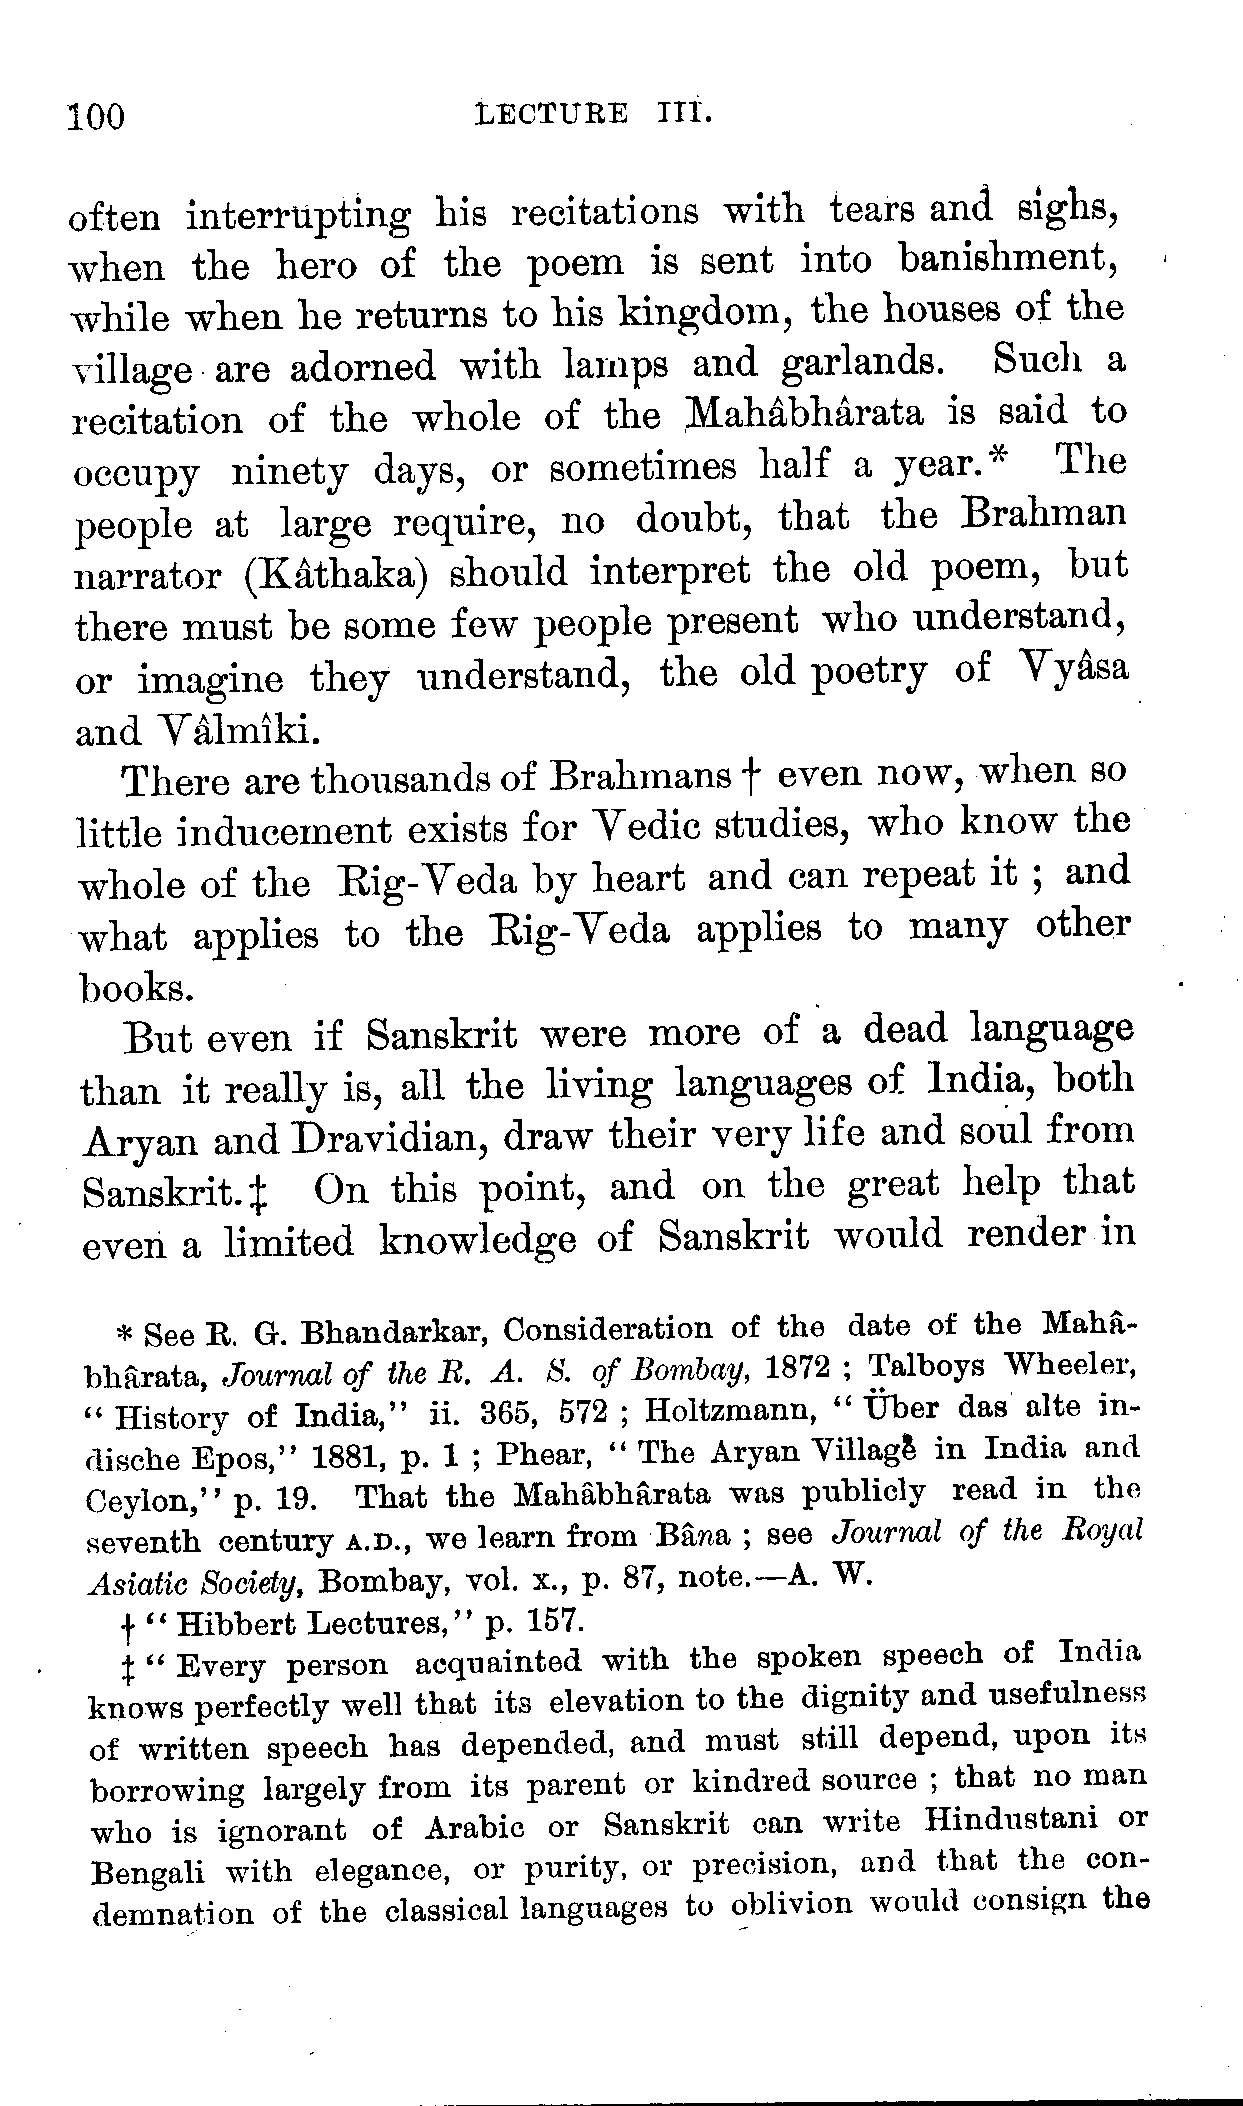 100 LECTURE III.
often interrupting his recitations with tears and sighs,
when the hero of the poem is sent into banishment,
while when he returns to his kingdom, the houses of the
village are adorned with lamps and garlands. Such a
recitation of the whole of the Mahâbhârata is said to
occupy ninety days, or sometimes half a year.* The
people at large require, no doubt, that the Brahman
narrator (Kâthaka) should interpret the old poem, but
there must be some few people present who understand,
or imagine they understand, the old poetry of Vyâsa
and Vâlmîki.
There are thousands of Brahmans † even now, when so
little inducement exists for Vedic studies, who know the
whole of the Rig-Veda by heart and can repeat it ; and
what applies to the Rig-Veda applies to many other
books.
But even if Sanskrit were more of a dead language
than it really is, all the living languages of India, both
Aryan and Dravidian, draw their very life and soul from
Sanskrit.‡ On this point, and on the great help that
even a limited knowledge of Sanskrit would render in
* See R. G. Bhandarkar, Consideration of the date of the Mahâ-
bhârata, Journal of the R. A. S. of Bombay, 1872 ; Talboys Wheeler,
“ History of India,” ii. 365, 572 ; Holtzmann, “ Über das alte in-
dische Epos,” 1881, p. 1 ; Phear, “ The Aryan Village in India and
Ceylon,” p. 19. That the Mahâbhârata was publicly read in the
seventh century A.D., we learn from Bâna ; see Journal of the Royal
Asiatic Society, Bombay, vol. x., p. 87, note.—A. W.
† “ Hibbert Lectures,” p. 157.
‡ “ Every person acquainted with the spoken speech of India
knows perfectly well that its elevation to the dignity and usefulness
of written speech has depended, and must still depend, upon its
borrowing largely from its parent or kindred source ; that no man
who is ignorant of Arabic or Sanskrit can write Hindustani or
Bengali with elegance, or purity, or precision, and that the con-
demnation of the classical languages to oblivion would consign the